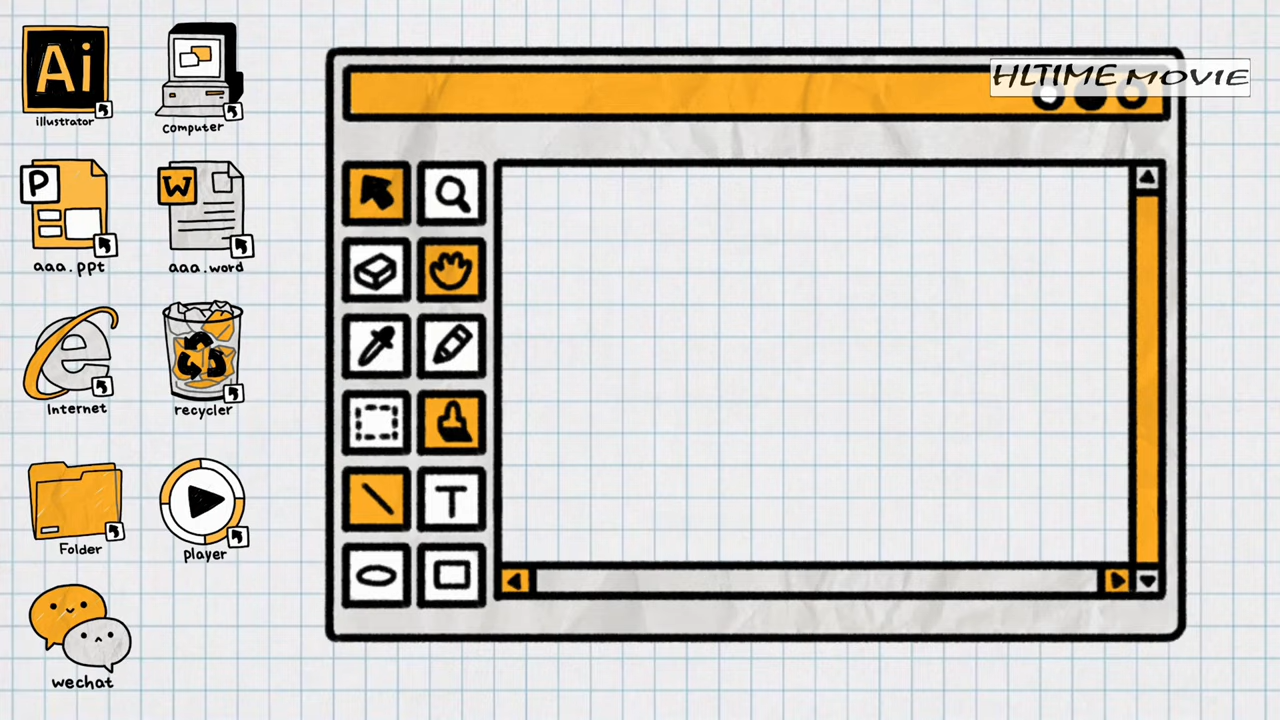 HLTIME MOVIE
Ai
illustrator
computer
P
aaa.ppt
W
aaa.word
e
Internet
recycler
Folder
player
wechat
T